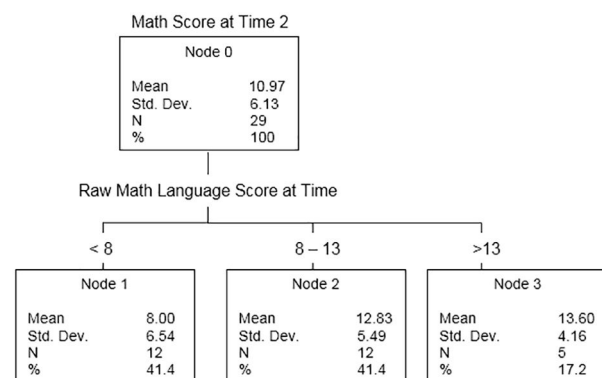 Math Score at Time 2
Node 0
Mean 10.97
Std. Dev. 6.13
N 29
% 100
Raw Math Language Score at Time
< 8 8 – 13 >13
Node 1 Node 2 Node 3
Mean 8.00 Mean 12.83 Mean 13.60
Std. Dev. 6.54 Std. Dev. 5.49 Std. Dev. 4.16
N 12 N 12 N 5
% 41.4 % 41.4 % 17.2